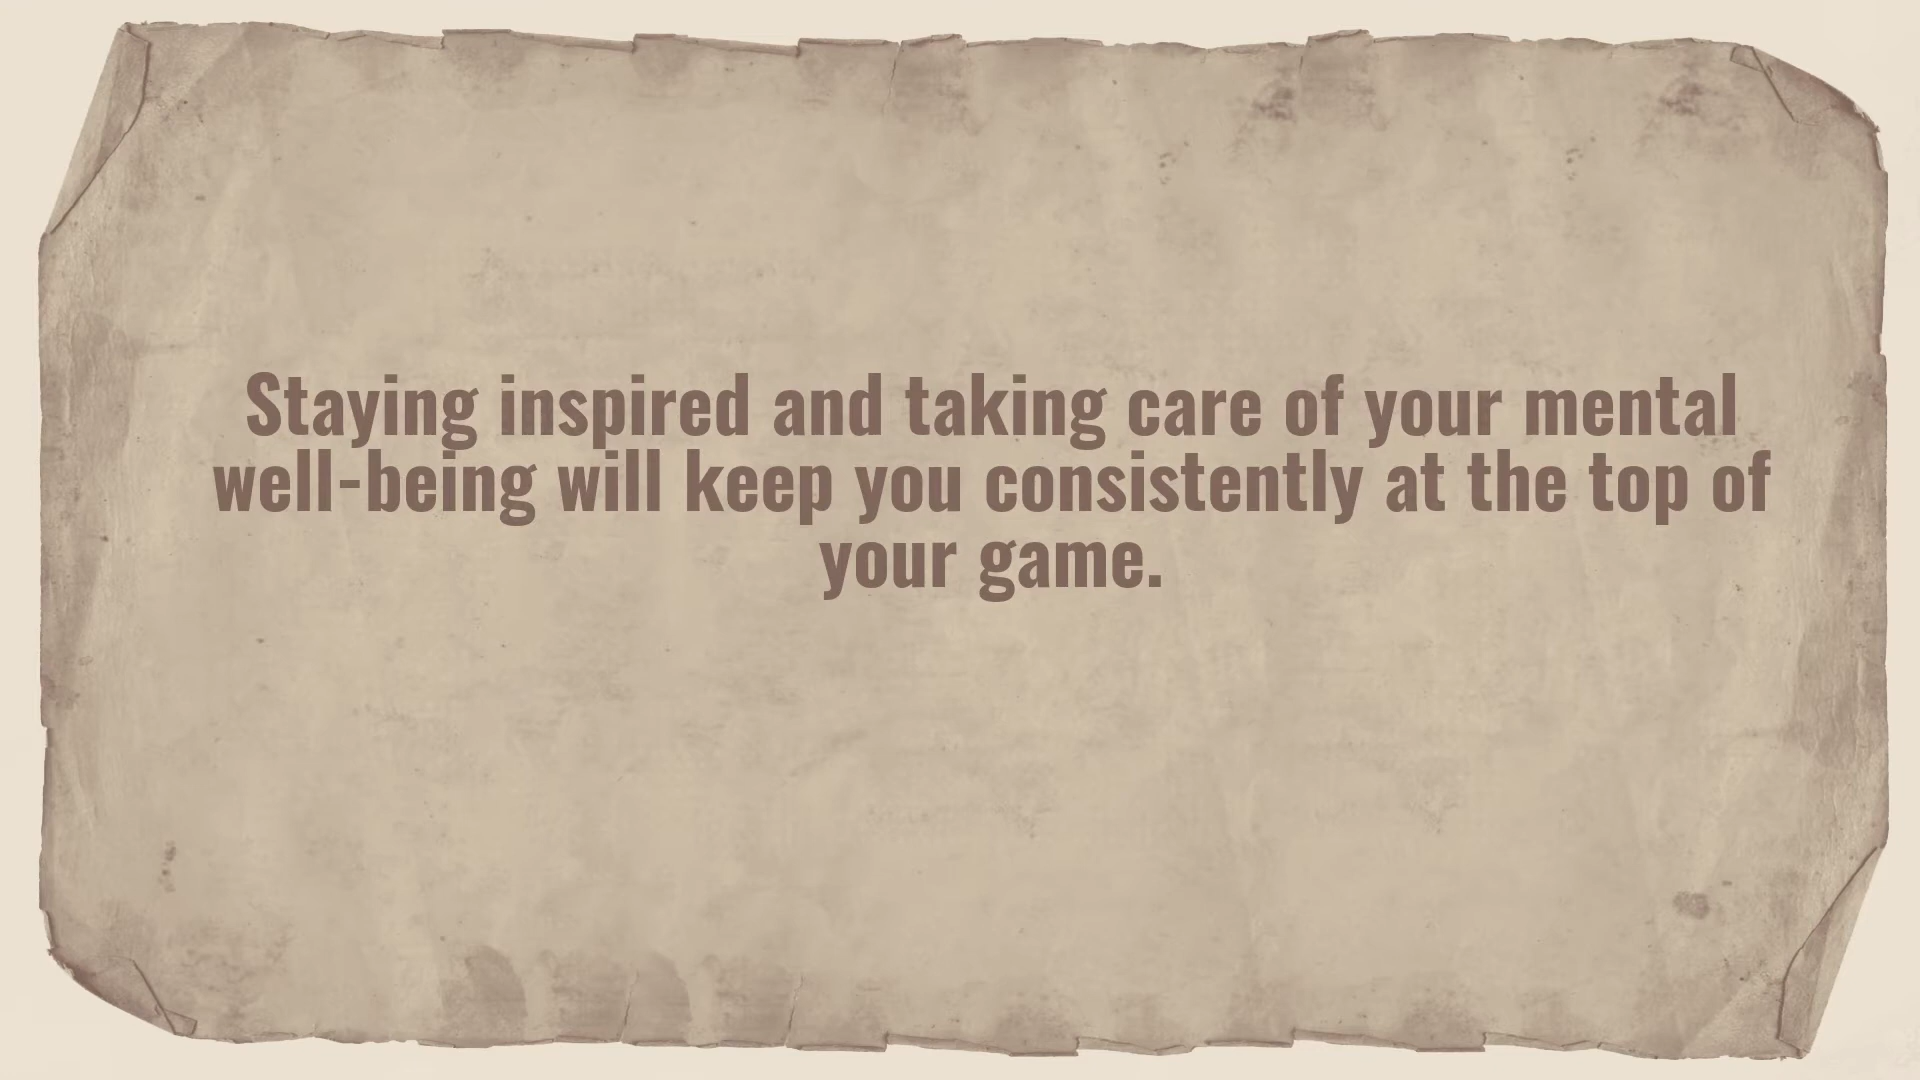 Staying inspired and taking care of your mental
well-being will keep you consistently at the top of
your game.